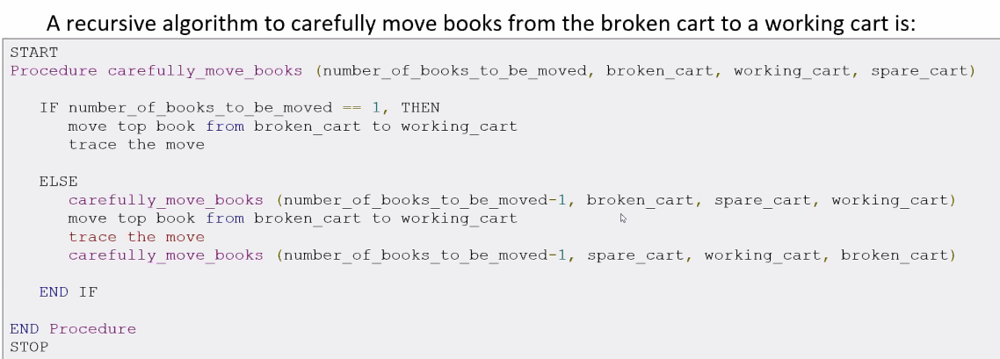 A recursive algorithm to carefully move books from the broken cart to a working cart is:
START
Procedure carefully_move_books (number_of_books_to_be_moved, broken_cart, working_cart, spare_cart)
IF number_of_books_to_be_moved == 1, THEN
move top book from broken_cart to working_cart
trace the move
ELSE
carefully_move_books (number_of_books_to_be_moved-1, broken_cart, spare_cart, working_cart)
move top book from broken_cart to working_cart
trace the move
carefully_move_books (number_of_books_to_be_moved-1, spare_cart, working_cart, broken_cart)
END IF
END Procedure
STOP